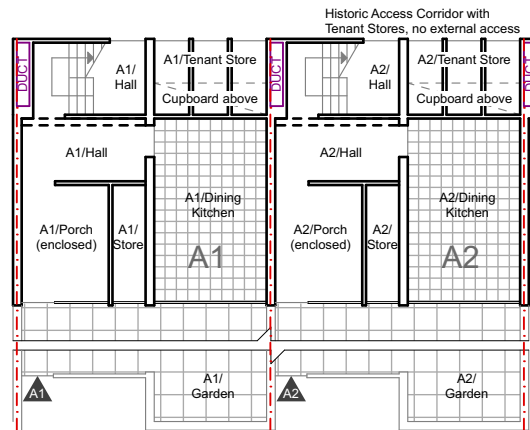 Historic Access Corridor with
Tenant Stores, no external access
DUCT
A1/
Hall
A1/Tenant Store
Cupboard above
DUCT
A2/
Hall
A2/Tenant Store
Cupboard above
A1/Hall
A2/Hall
A1/Porch
(enclosed)
A1/
Store
A1/Dining
Kitchen
A1
A2/Porch
(enclosed)
A2/
Store
A2/Dining
Kitchen
A2
A1
A1/
Garden
A2
A2/
Garden
DUCT